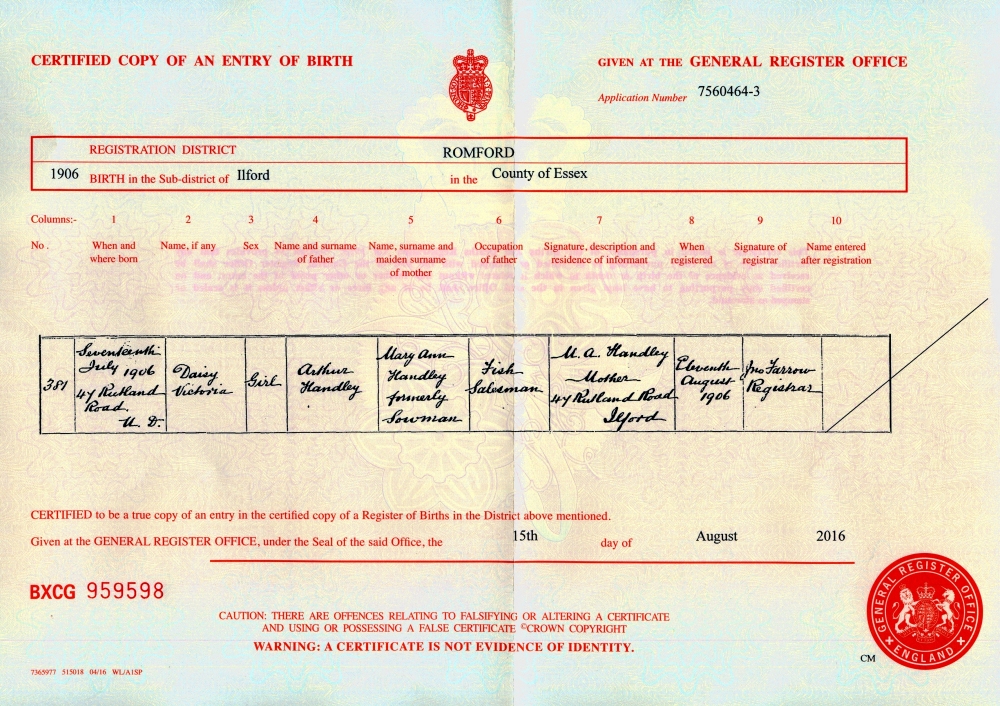 CERTIFIED COPY OF AN ENTRY OF BIRTH
GIVEN AT THE GENERAL REGISTER OFFICE
Application Number 7560464-3
REGISTRATION DISTRICT ROMFORD
1906 BIRTH in the Sub-district of Ilford in the County of Essex
Columns:- 1 2 3 4 5 6 7 8 9 10
No. When and where born
Name, if any
Sex
Name and surname of father
Name, surname and maiden surname of mother
Occupation of father
Signature, description and residence of informant
When registered
Signature of registrar
Name entered after registration
381
Seventeenth
July 1906
47 Rutland
Road
U. D.
Daisy
Victoria
Girl
Arthur
Handley
Mary Ann
Handley
formerly
Sowman
Fish
Salesman
M. A. Handley
Mother
47 Rutland Road
Ilford
Eleventh
August
1906
Jno Farrow
Registrar
CERTIFIED to be a true copy of an entry in the certified copy of a Register of Births in the District above mentioned.
Given at the GENERAL REGISTER OFFICE, under the Seal of the said Office, the 15th day of August 2016
BXCG 959598
CAUTION: THERE ARE OFFENCES RELATING TO FALSIFYING OR ALTERING A CERTIFICATE
AND USING OR POSSESSING A FALSE CERTIFICATE ©CROWN COPYRIGHT
WARNING: A CERTIFICATE IS NOT EVIDENCE OF IDENTITY.
GENERAL REGISTER OFFICE
ENGLAND
CM
7365977 515018 04/16 WL/A1SP